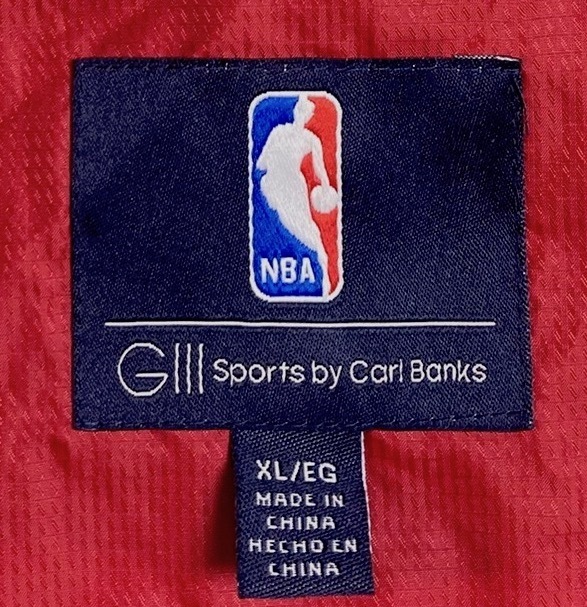 NBA
GIII Sports by Carl Banks
XL/EG
MADE IN
CHINA
HECHO EN
CHINA